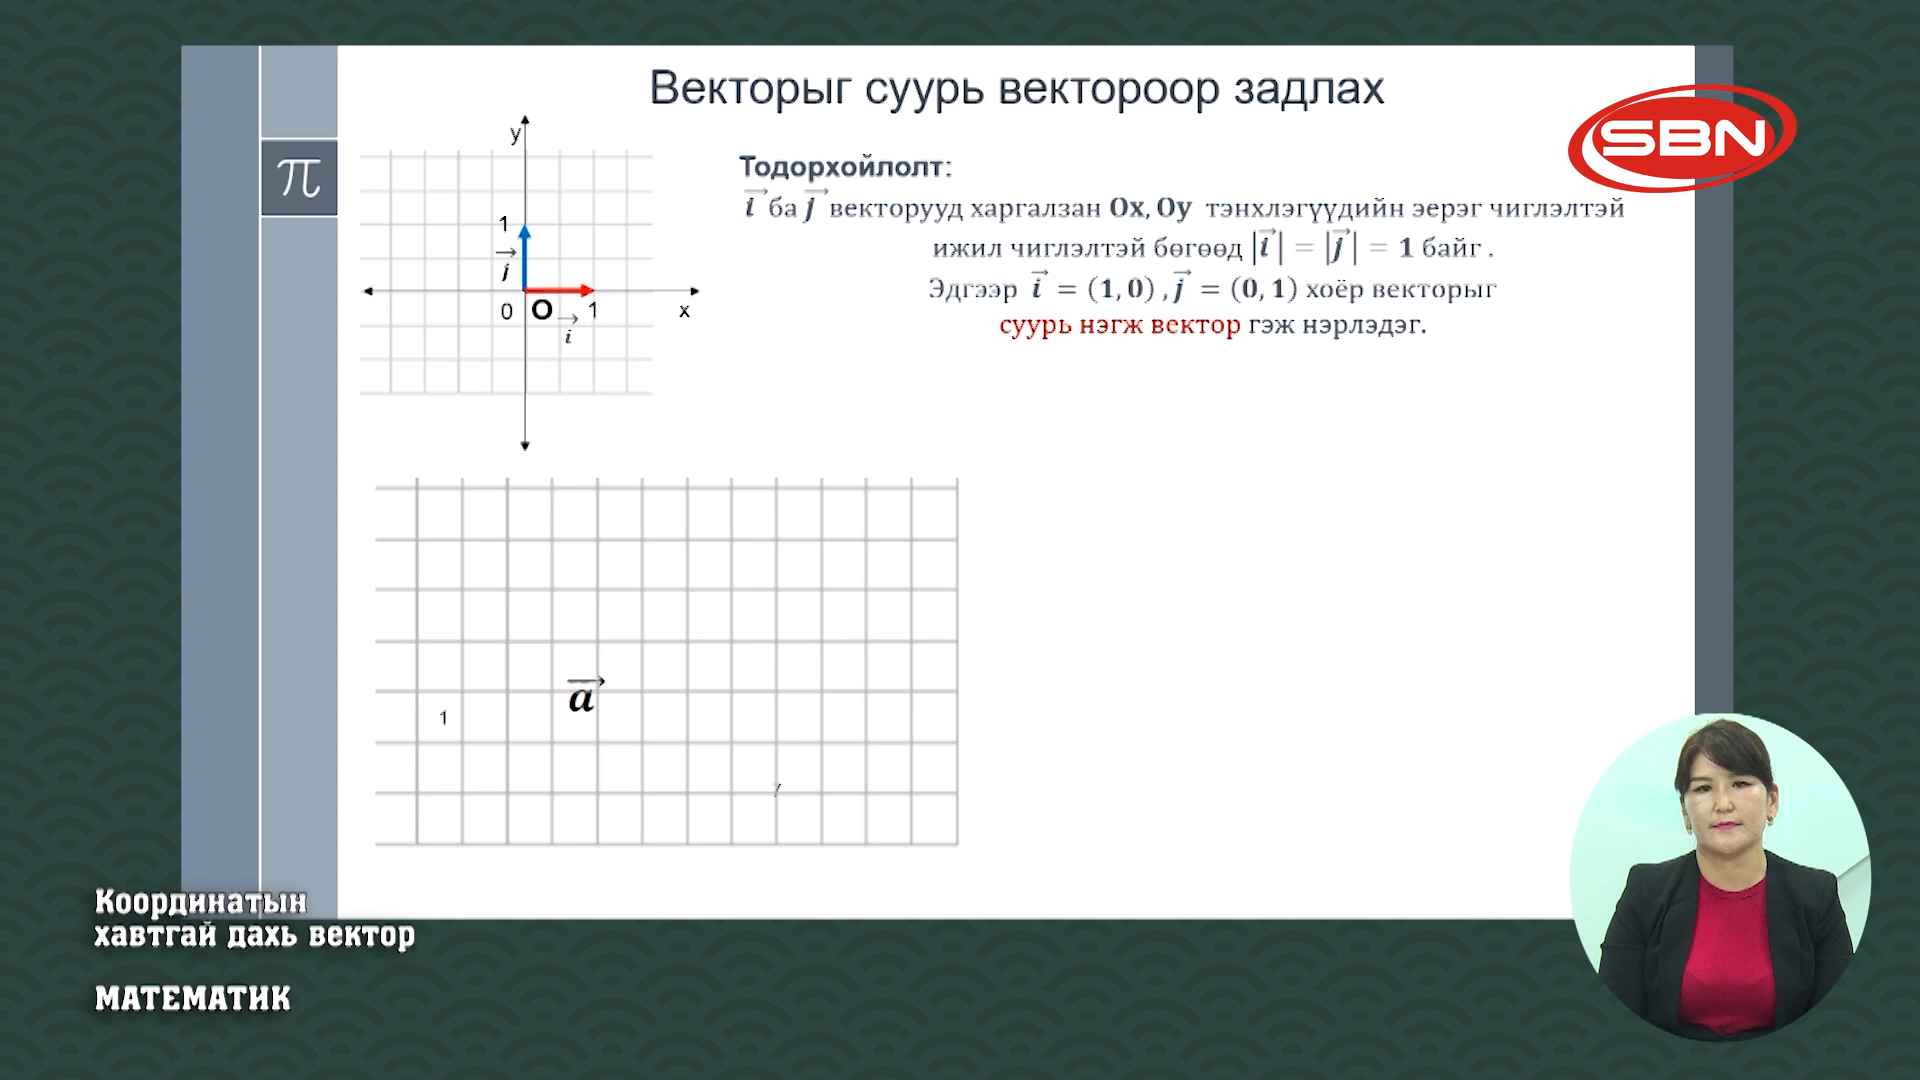 Векторыг суурь вектороор задлах
SBN
π
y
1
j
0 O 1 x
i
Тодорхойлолт:
i ба j векторууд харгалзан Ox, Oy тэнхлэгүүдийн эерэг чиглэлтэй
ижил чиглэлтэй бөгөөд |i| = |j| = 1 байг .
Эдгээр i = (1, 0) , j = (0, 1) хоёр векторыг
суурь нэгж вектор гэж нэрлэдэг.
a
1
Координатын
хавтгай дахь вектор
МАТЕМАТИК